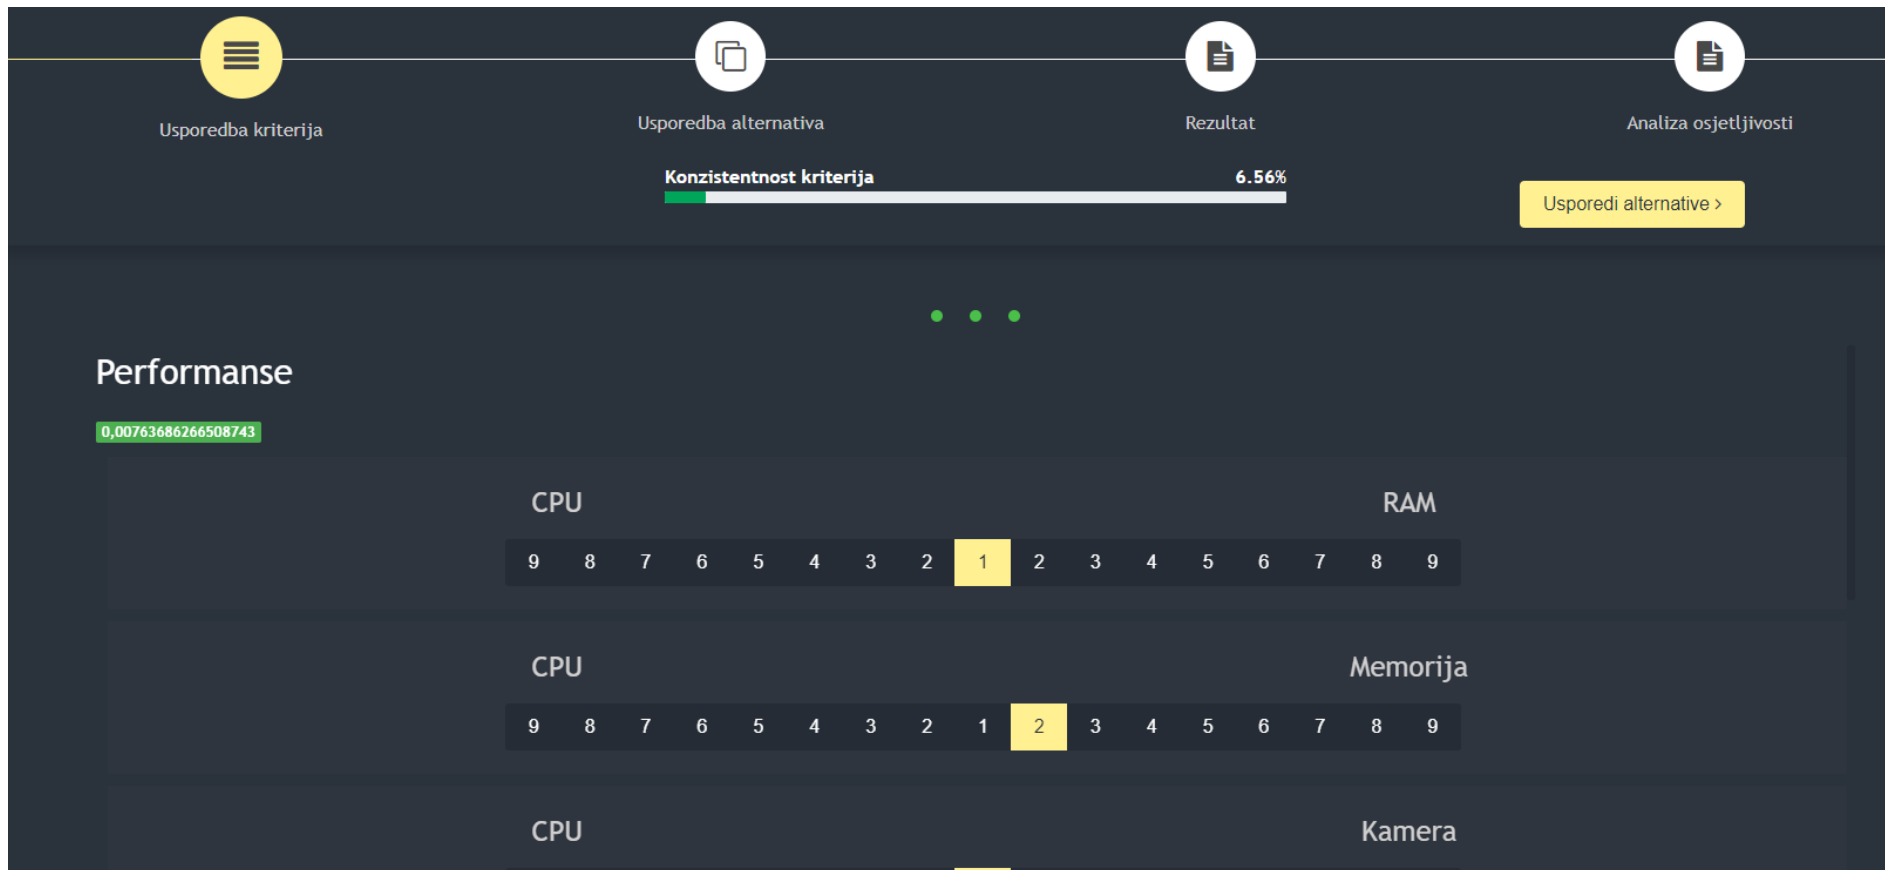 Usporedba kriterija
Usporedba alternativa
Rezultat
Analiza osjetljivosti
Konzistentnost kriterija 6.56%
Usporedi alternative >
Performanse
0,00763686266508743
CPU RAM
9 8 7 6 5 4 3 2 1 2 3 4 5 6 7 8 9
CPU Memorija
9 8 7 6 5 4 3 2 1 2 3 4 5 6 7 8 9
CPU Kamera